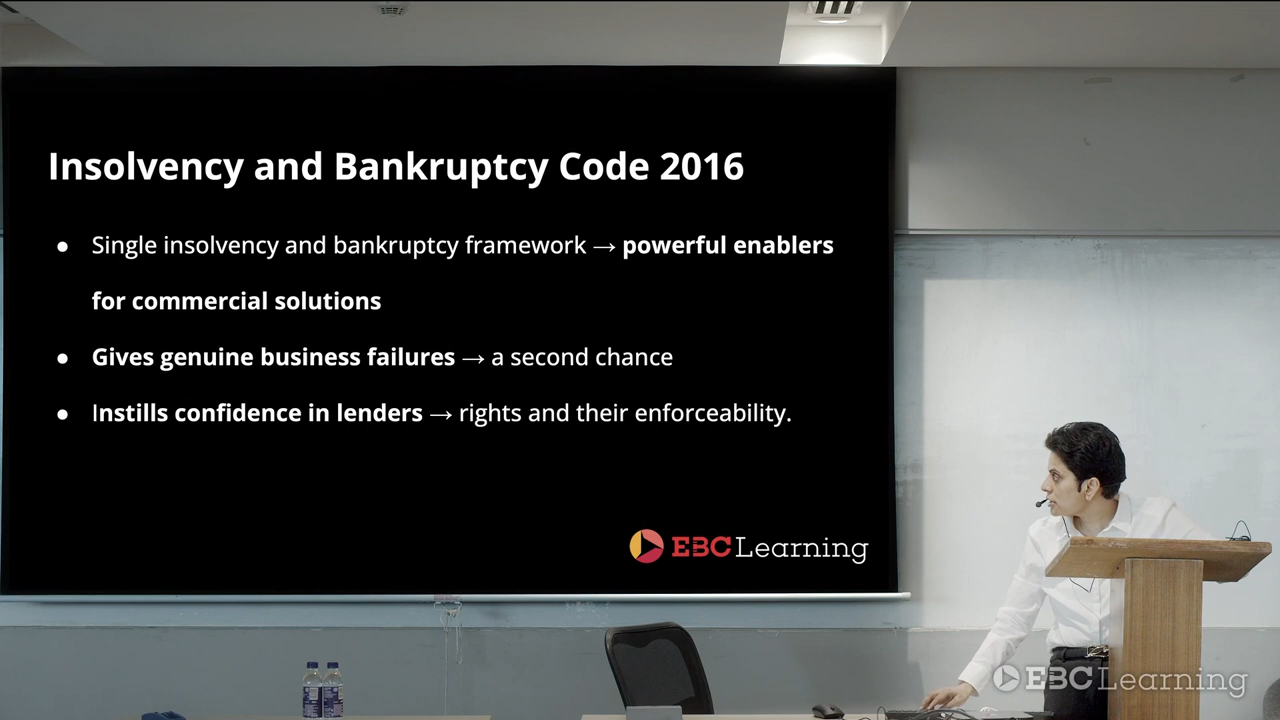 Insolvency and Bankruptcy Code 2016
● Single insolvency and bankruptcy framework → powerful enablers
for commercial solutions
● Gives genuine business failures → a second chance
● Instills confidence in lenders → rights and their enforceability.
EBC Learning
EBC Learning